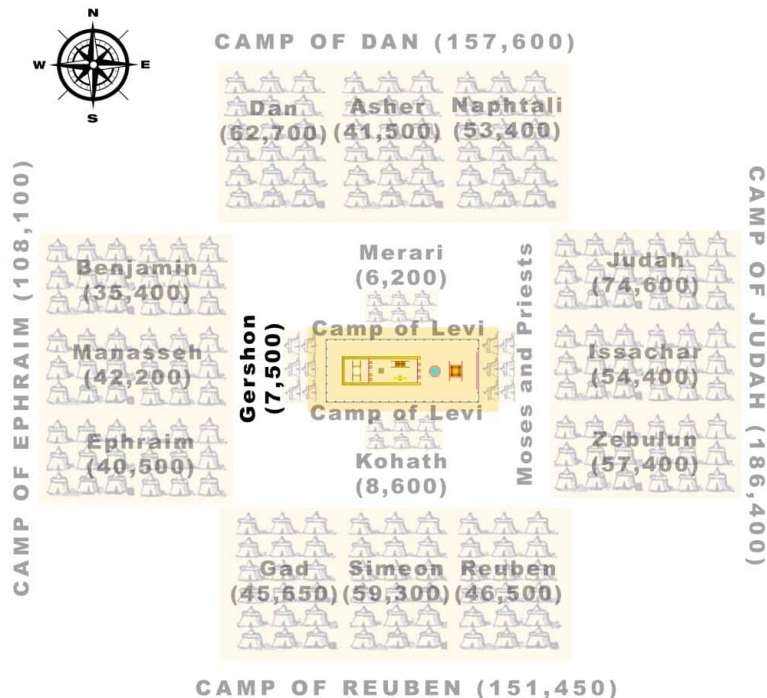 N
W E
S
CAMP OF DAN (157,600)
Dan
(62,700)
Asher
(41,500)
Naphtali
(53,400)
CAMP OF EPHRAIM (108,100)
Benjamin
(35,400)
Manasseh
(42,200)
Ephraim
(40,500)
Gershon
(7,500)
Merari
(6,200)
Camp of Levi
Camp of Levi
Kohath
(8,600)
Moses and Priests
Judah
(74,600)
Issachar
(54,400)
Zebulun
(57,400)
CAMP OF JUDAH (186,400)
Gad
(45,650)
Simeon
(59,300)
Reuben
(46,500)
CAMP OF REUBEN (151,450)